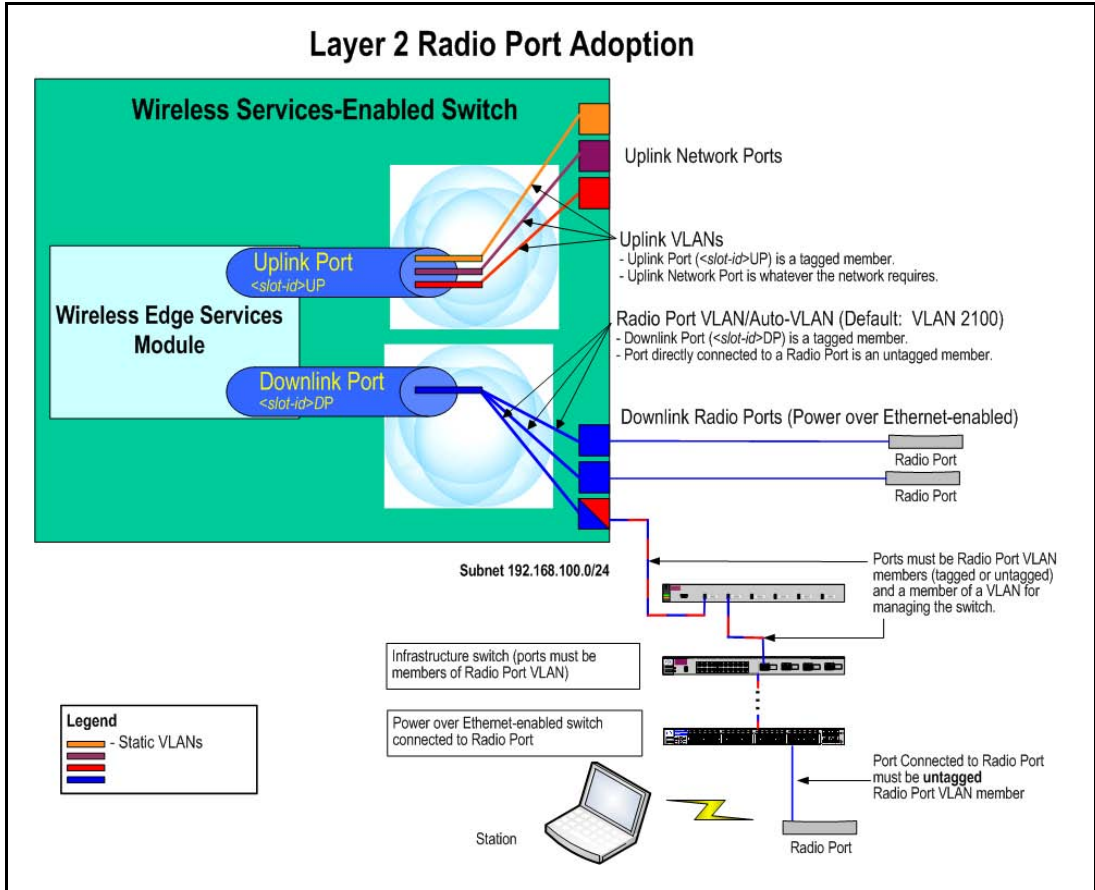 Layer 2 Radio Port Adoption
Wireless Services-Enabled Switch
Uplink Network Ports
Uplink VLANs
- Uplink Port (<slot-id>UP) is a tagged member.
- Uplink Network Port is whatever the network requires.
Uplink Port
<slot-id>UP
Wireless Edge Services
Module
Radio Port VLAN/Auto-VLAN (Default: VLAN 2100)
- Downlink Port (<slot-id>DP) is a tagged member.
- Port directly connected to a Radio Port is an untagged member.
Downlink Port
<slot-id>DP
Downlink Radio Ports (Power over Ethernet-enabled)
Radio Port
Radio Port
Subnet 192.168.100.0/24
Ports must be Radio Port VLAN
members (tagged or untagged)
and a member of a VLAN for
managing the switch.
Infrastructure switch (ports must be
members of Radio Port VLAN)
Legend
- Static VLANs
Power over Ethernet-enabled switch
connected to Radio Port
Port Connected to Radio Port
must be untagged
Radio Port VLAN member
Station
Radio Port